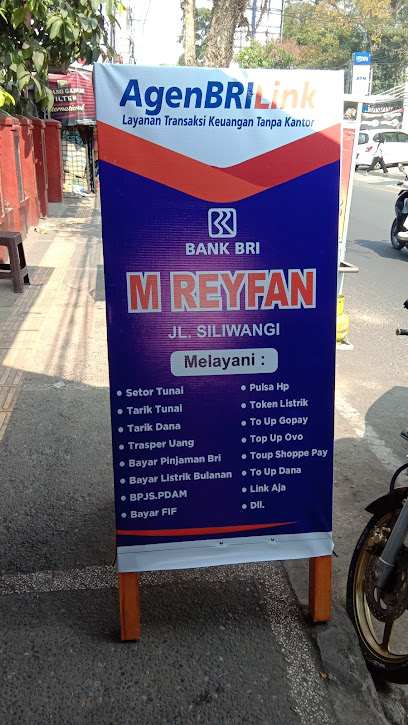 AgenBRILink
Layanan Transaksi Keuangan Tanpa Kantor
BANK BRI
M REYFAN
JL. SILIWANGI
Melayani :
• Setor Tunai
• Tarik Tunai
• Tarik Dana
• Trasper Uang
• Bayar Pinjaman Bri
• Bayar Listrik Bulanan
• BPJS.PDAM
• Bayar FIF
• Pulsa Hp
• Token Listrik
• To Up Gopay
• Top Up Ovo
• Toup Shoppe Pay
• To Up Dana
• Link Aja
• Dll.
BRI
ATM